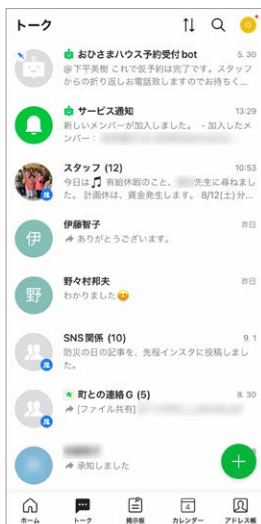 トーク
おひさまハウス予約受付bot 5. 30
@下平英樹 これで仮予約は完了です。スタッフ
からの折り返しお電話致しますのでお待ちく...
サービス通知 13:29
新しいメンバーが加入しました。 - 加入したメ
ンバー：
スタッフ (12) 10:53
今日は🎵 有給休暇のこと、 先生に尋ねまし
た。 計画休は、賃金発生します。 8/12(土)分...
伊
伊藤智子 昨日
ありがとうございます。
野
野々村邦夫 昨日
わかりました😊
SNS関係 (10) 9. 1
防災の日の記事を、先程インスタに投稿しまし
た。
町との連絡G (5) 8. 30
[ファイル共有]
承知しました
ホーム トーク 掲示板 カレンダー アドレス帳
4